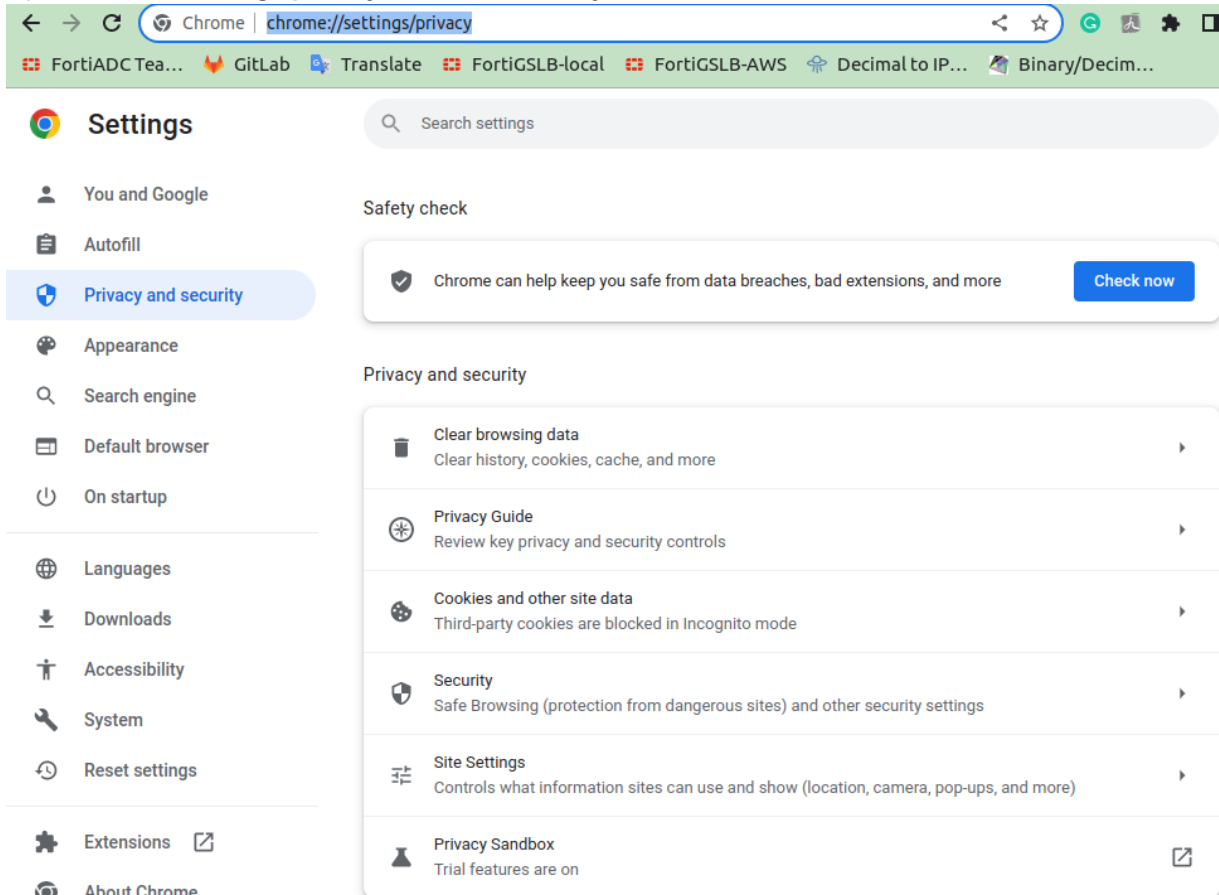 Chrome | chrome://settings/privacy
FortiADC Tea... GitLab Translate FortiGSLB-local FortiGSLB-AWS Decimal to IP... Binary/Decim...
Settings
Search settings
You and Google
Autofill
Privacy and security
Appearance
Search engine
Default browser
On startup
Languages
Downloads
Accessibility
System
Reset settings
Extensions
About Chrome
Safety check
Chrome can help keep you safe from data breaches, bad extensions, and more
Check now
Privacy and security
Clear browsing data
Clear history, cookies, cache, and more
Privacy Guide
Review key privacy and security controls
Cookies and other site data
Third-party cookies are blocked in Incognito mode
Security
Safe Browsing (protection from dangerous sites) and other security settings
Site Settings
Controls what information sites can use and show (location, camera, pop-ups, and more)
Privacy Sandbox
Trial features are on